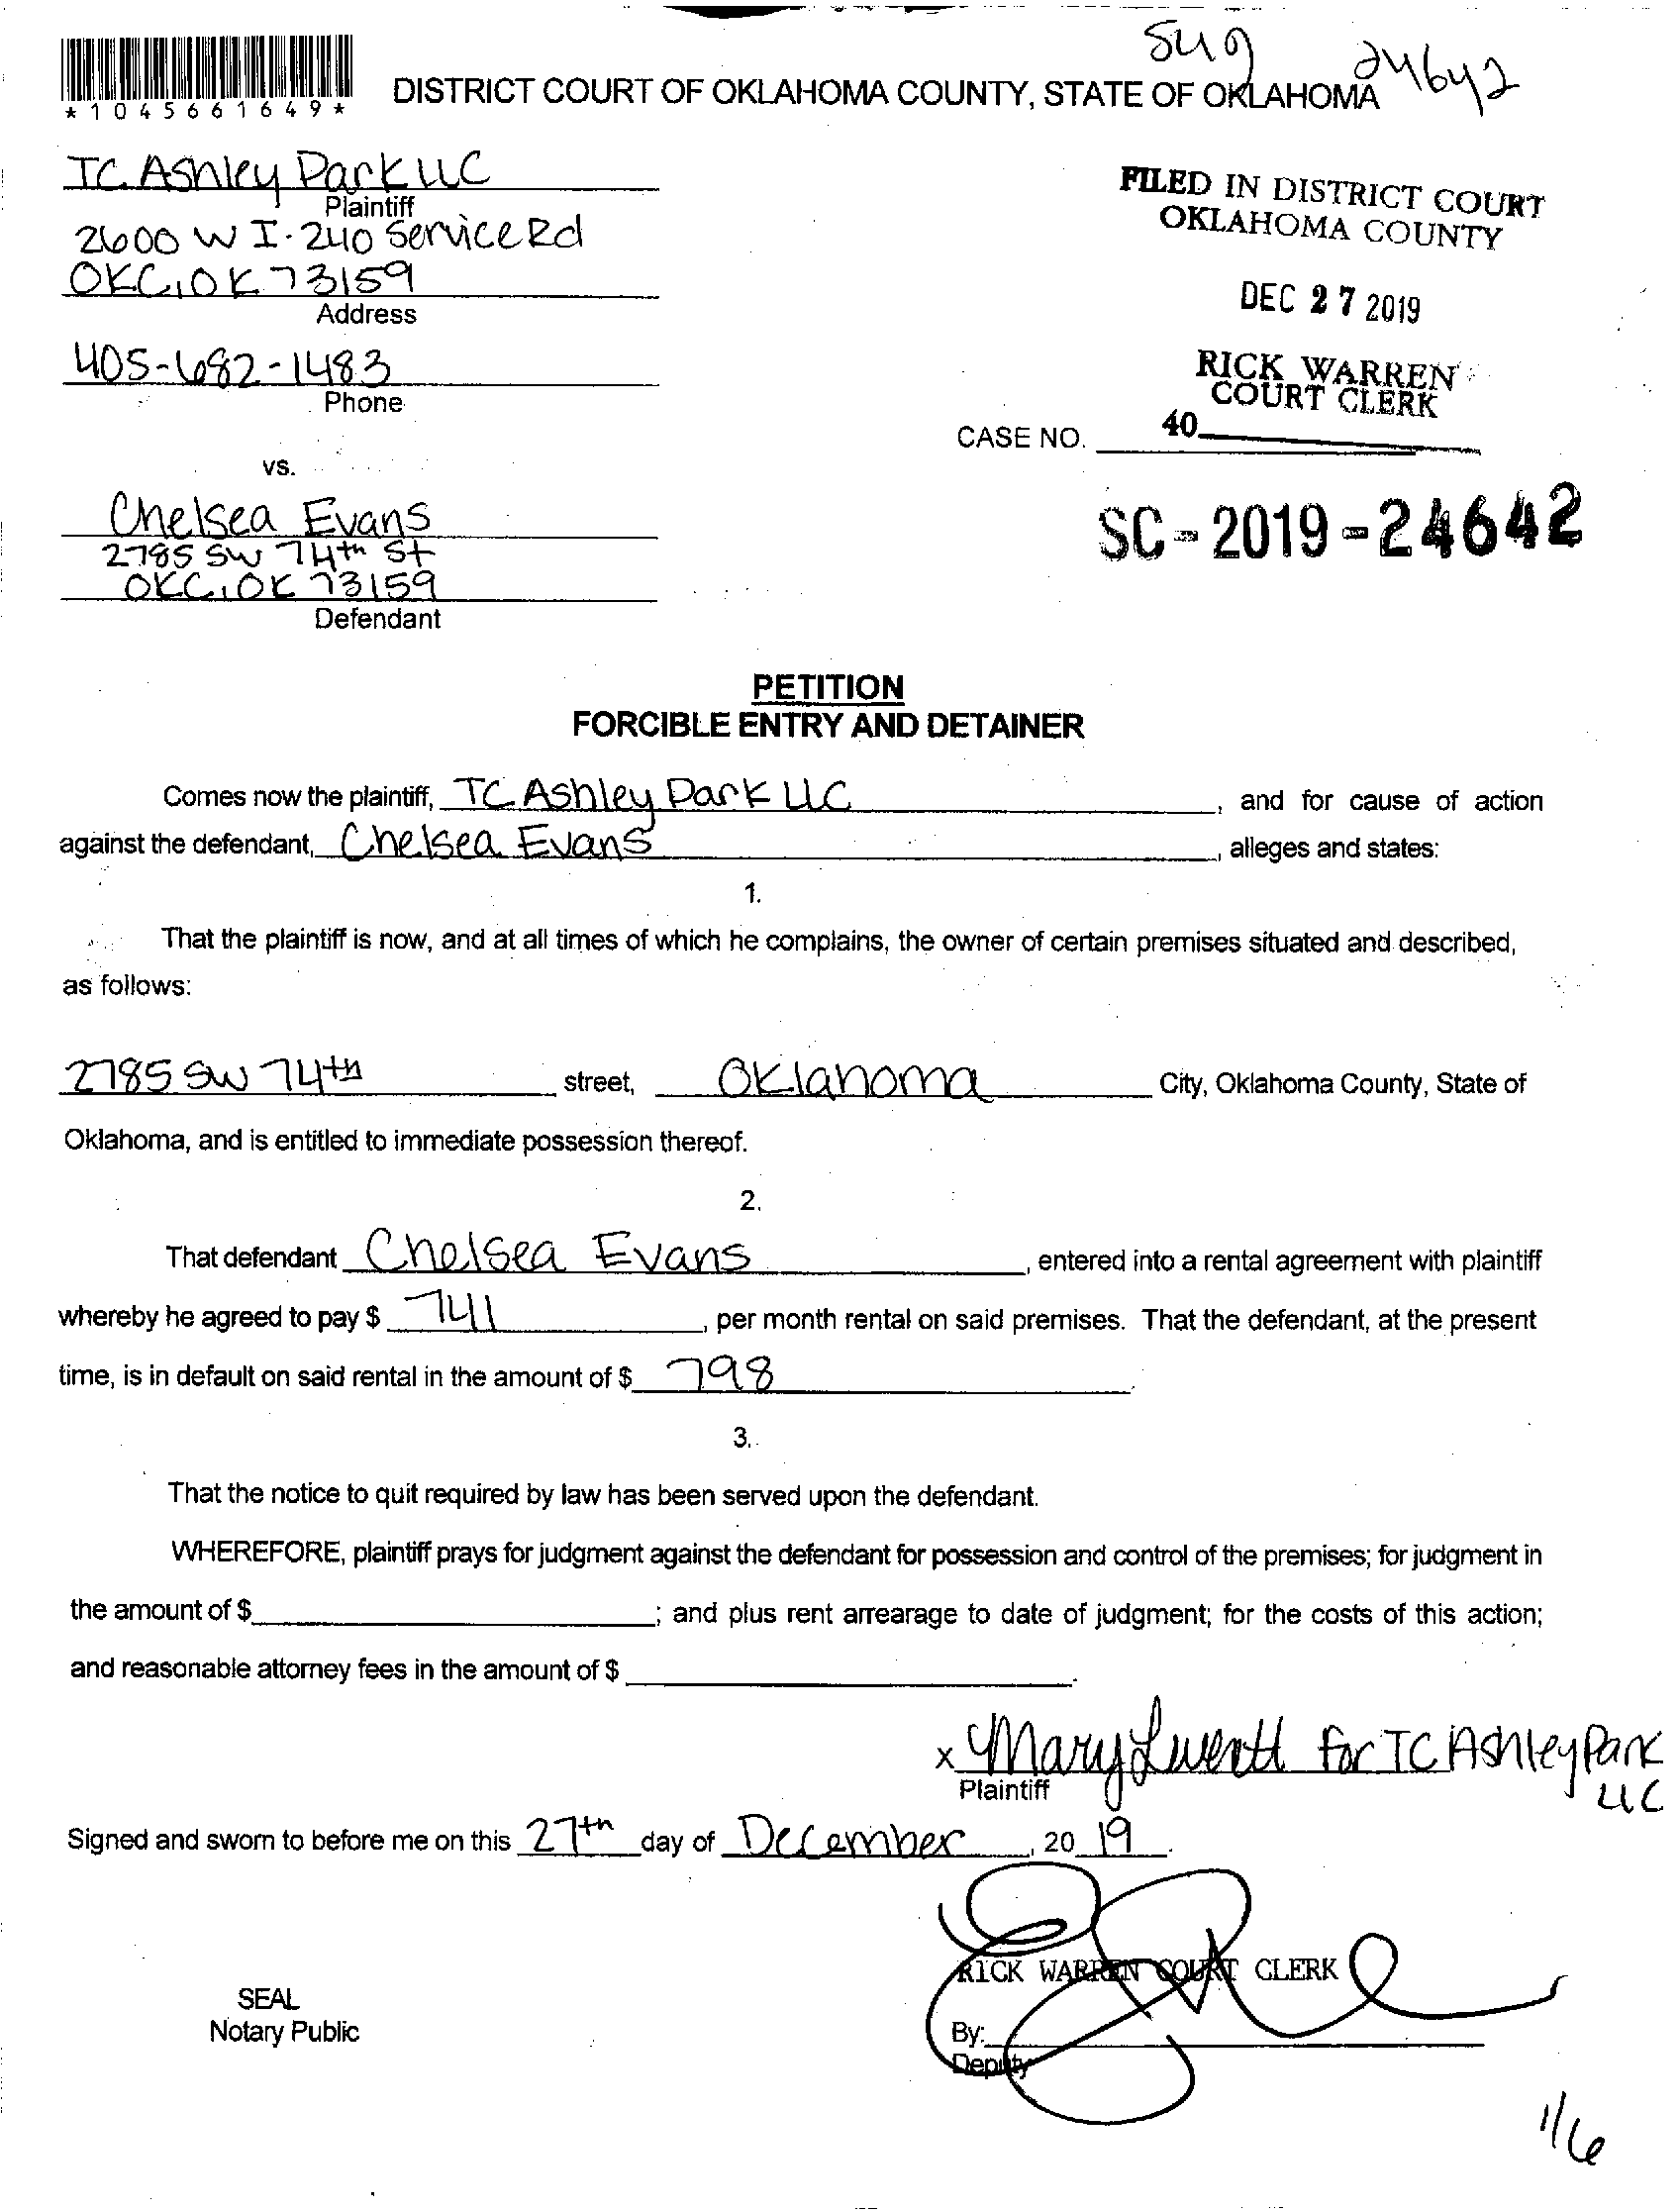 Sug 24642
*1045661649*
DISTRICT COURT OF OKLAHOMA COUNTY, STATE OF OKLAHOMA
TC Ashley Park LLC
Plaintiff
2600 W I-240 Service Rd
OKC, OK 73159
Address
405-682-1483
Phone
vs.
Chelsea Evans
2785 SW 74th St
OKC, OK 73159
Defendant
FILED IN DISTRICT COURT
OKLAHOMA COUNTY
DEC 27 2019
RICK WARREN
COURT CLERK
40
CASE NO.
SC-2019-24642
PETITION
FORCIBLE ENTRY AND DETAINER
Comes now the plaintiff, TC Ashley Park LLC, and for cause of action
against the defendant, Chelsea Evans, alleges and states:
1.
That the plaintiff is now, and at all times of which he complains, the owner of certain premises situated and described,
as follows:
2785 SW 74th street, Oklahoma City, Oklahoma County, State of
Oklahoma, and is entitled to immediate possession thereof.
2.
That defendant Chelsea Evans, entered into a rental agreement with plaintiff
whereby he agreed to pay $ 741, per month rental on said premises. That the defendant, at the present
time, is in default on said rental in the amount of $ 798.
3.
That the notice to quit required by law has been served upon the defendant.
WHEREFORE, plaintiff prays for judgment against the defendant for possession and control of the premises; for judgment in
the amount of $ ; and plus rent arrearage to date of judgment; for the costs of this action;
and reasonable attorney fees in the amount of $ .
x Mary for TC Ashley Park
LLC
Plaintiff
Signed and sworn to before me on this 27th day of December, 20 19.
RICK WARREN COURT CLERK
SEAL
Notary Public
By:
Deputy
1/6